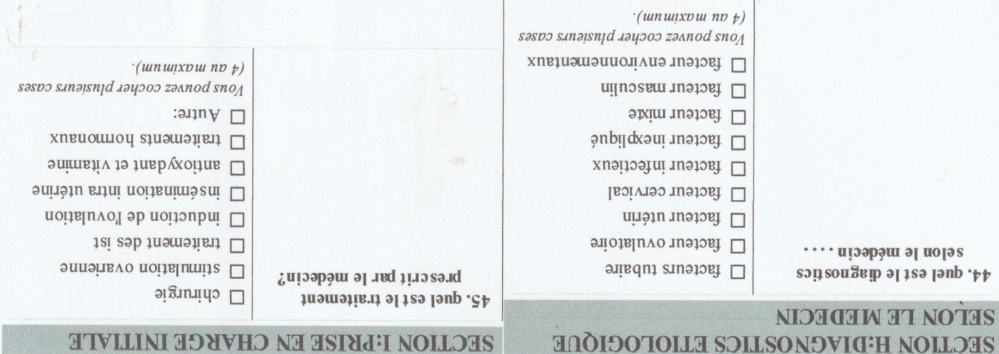 SECTION H:DIAGNOSTICS ETIOLOGIQUE
SELON LE MEDECIN
44. quel est le diagnostics
selon le médecin ....
☐ facteurs tubaire
☐ facteur ovulatoire
☐ facteur utérin
☐ facteur cervical
☐ facteur infectieux
☐ facteur inexpliqué
☐ facteur mixte
☐ facteur masculin
☐ facteur environnementaux
Vous pouvez cocher plusieurs cases
(4 au maximum).
SECTION I:PRISE EN CHARGE INITIALE
45. quel est le traitement
prescrit par le médecin?
☐ chirurgie
☐ stimulation ovarienne
☐ traitement des ist
☐ induction de l'ovulation
☐ insémination intra utérine
☐ antioxydant et vitamine
☐ traitements hormonaux
☐ Autre:
Vous pouvez cocher plusieurs cases
(4 au maximum).